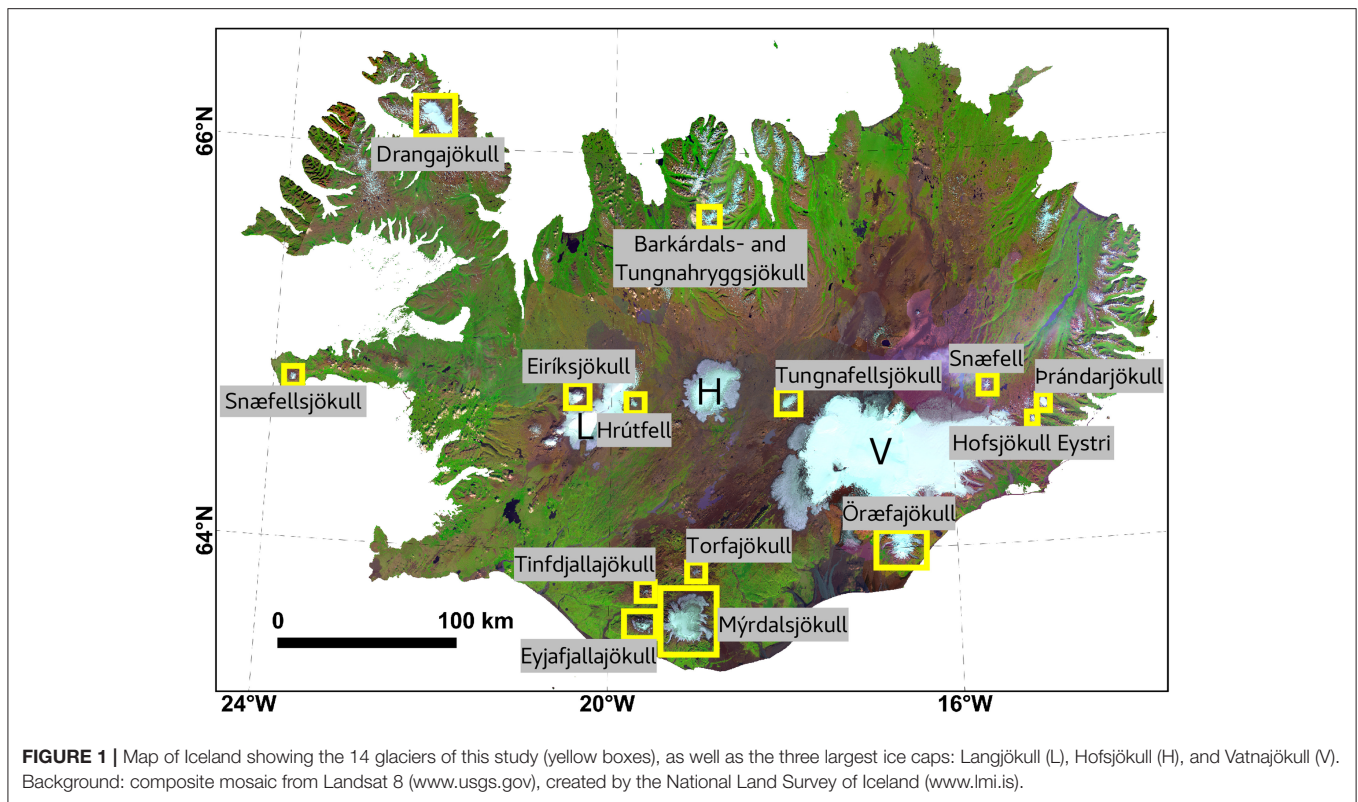 66°N
Drangajökull
Barkárdals- and
Tungnahryggsjökull
Snæfellsjökull
Eiríksjökull
L
Hrútfell
H
Tungnafellsjökull
Snæfell
Þrándarjökull
Hofsjökull Eystri
V
Öræfajökull
64°N
Tinfdjallajökull
Torfajökull
Mýrdalsjökull
Eyjafjallajökull
0 100 km
24°W 20°W 16°W
FIGURE 1 | Map of Iceland showing the 14 glaciers of this study (yellow boxes), as well as the three largest ice caps: Langjökull (L), Hofsjökull (H), and Vatnajökull (V).
Background: composite mosaic from Landsat 8 (www.usgs.gov), created by the National Land Survey of Iceland (www.lmi.is).